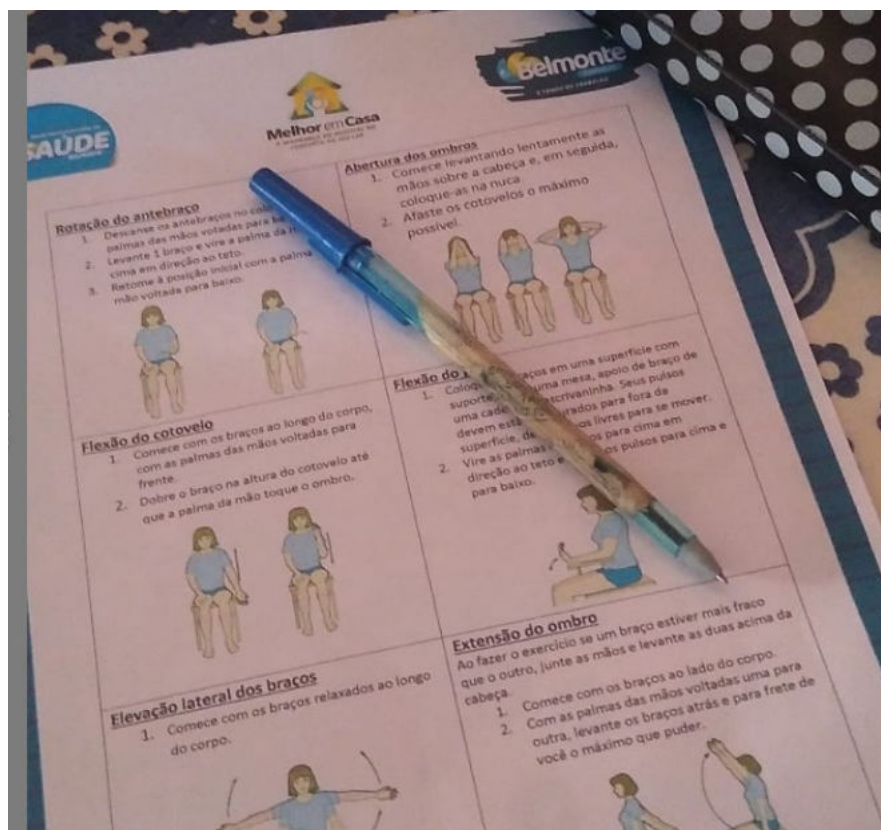 SAÚDE
Melhor em Casa
Belmonte
Rotação do antebraço
1. Descanse os antebraços no
palmas das mãos voltadas para
2. Levante 1 braço e vire a palma da
cima em direção ao teto.
3. Retome à posição inicial com a palma
mão voltada para baixo.
Abertura dos ombros
1. Comece levantando lentamente as
mãos sobre a cabeça e, em seguida,
coloque-as na nuca
2. Afaste os cotovelos o máximo
possível.
Flexão do cotovelo
1. Comece com os braços ao longo do corpo,
com as palmas das mãos voltadas para
frente.
2. Dobre o braço na altura do cotovelo até
que a palma da mão toque o ombro.
Flexão do
1. em uma superfície com
uma mesa, apoio de braço de
uma Seus pulsos
devem para fora da
superfície, livres para se mover.
2. Vire as palmas para cima em
direção ao teto e pulsos para cima e
para baixo.
Elevação lateral dos braços
1. Comece com os braços relaxados ao longo
do corpo.
Extensão do ombro
Ao fazer o exercício se um braço estiver mais fraco
que o outro, junte as mãos e levante as duas acima da
cabeça.
1. Comece com os braços ao lado do corpo.
2. Com as palmas das mãos voltadas uma para
outra, levante os braços atrás e para frete de
você o máximo que puder.